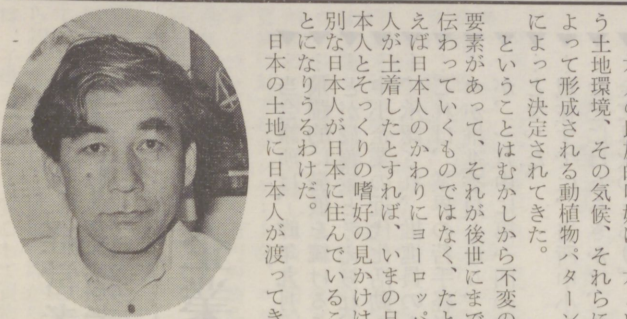 う土地環境、その気候、それらに
よって形成される動植物パターン
によって決定されてきた。
ということはむかしから不変の
要素があって、それが後世にまで
伝わっていくものではなく、たと
えば日本人のかわりにヨーロッパ
人が土着したとすれば、いまの日
本人とそっくりの嗜好の見かけは
別な日本人が日本に住んでいるこ
とになりうるわけだ。
日本の土地に日本人が渡ってき